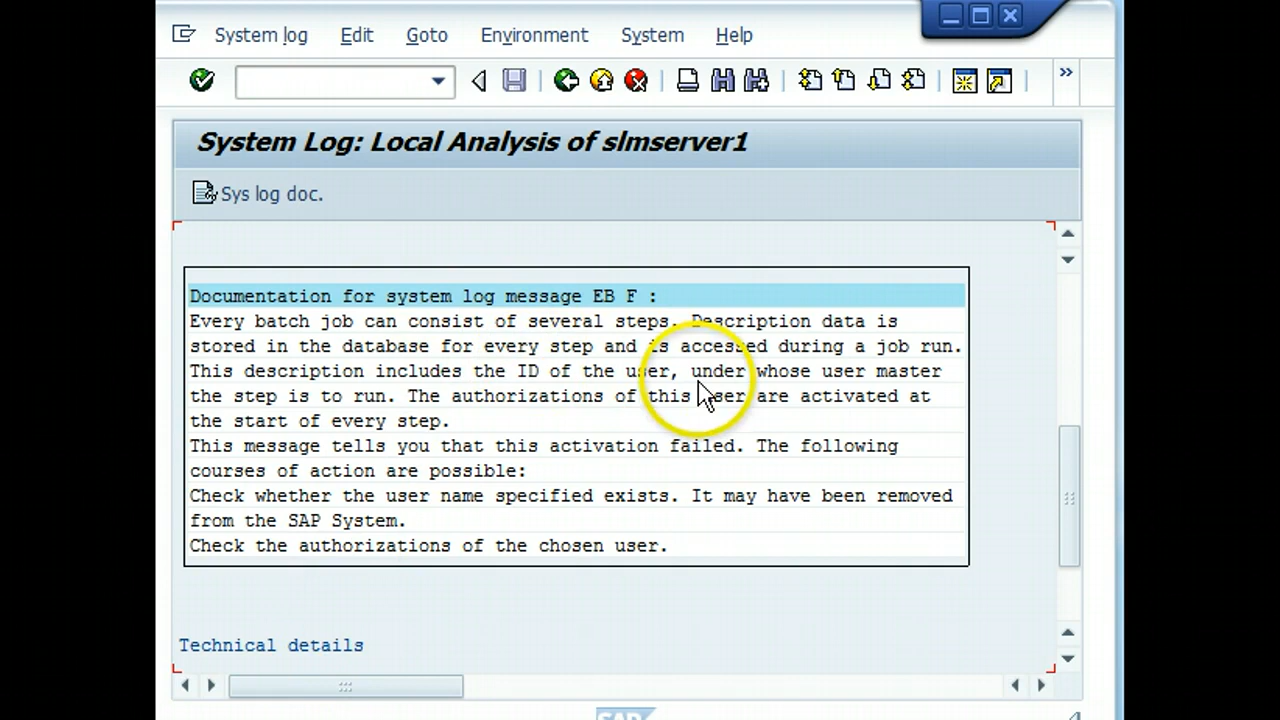 System log Edit Goto Environment System Help
»
System Log: Local Analysis of slmserver1
Sys log doc.
Documentation for system log message EB F :
Every batch job can consist of several steps. Description data is
stored in the database for every step and is accessed during a job run.
This description includes the ID of the user, under whose user master
the step is to run. The authorizations of this user are activated at
the start of every step.
This message tells you that this activation failed. The following
courses of action are possible:
Check whether the user name specified exists. It may have been removed
from the SAP System.
Check the authorizations of the chosen user.
Technical details
SAP